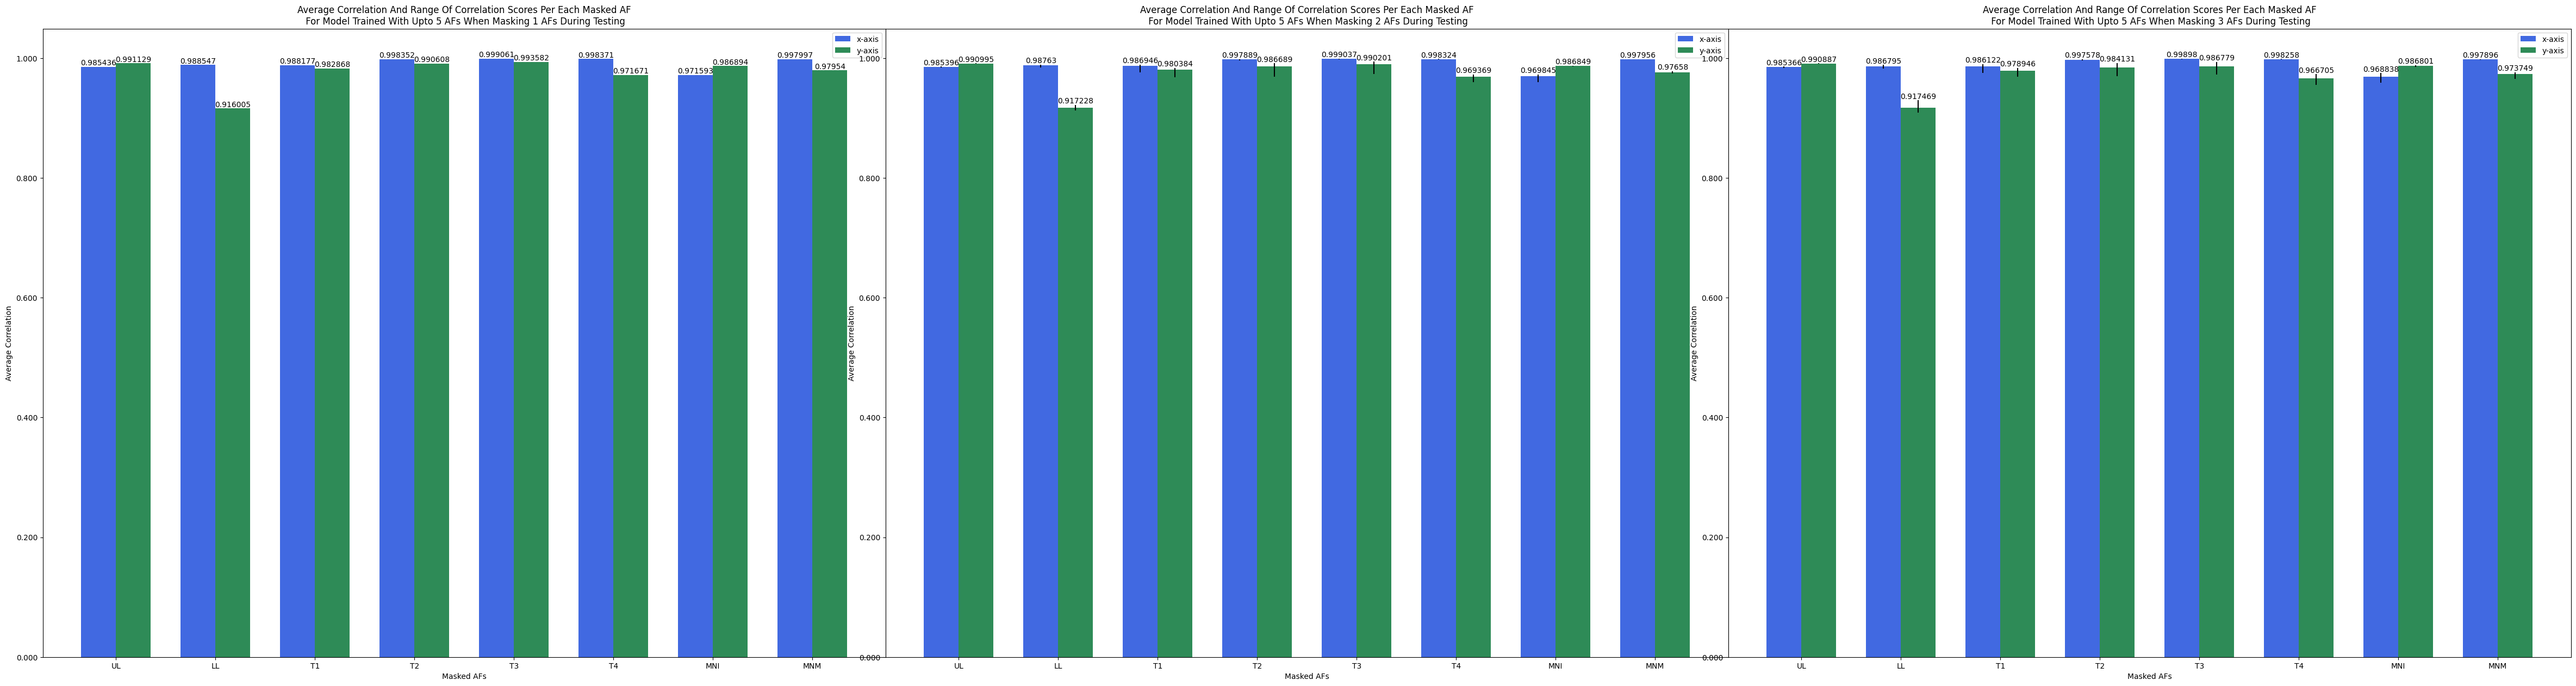 Average Correlation And Range Of Correlation Scores Per Each Masked AF
For Model Trained With Upto 5 AFs When Masking 1 AFs During Testing
x-axis
y-axis
1.000
0.800
0.600
0.400
0.200
0.000
Average Correlation
0.985436 0.991129 0.988547 0.916005 0.988177 0.982868 0.998352 0.990608 0.999061 0.993582 0.998371 0.971671 0.971593 0.986894 0.997997 0.97954
UL LL T1 T2 T3 T4 MNI MNM
Masked AFs
Average Correlation And Range Of Correlation Scores Per Each Masked AF
For Model Trained With Upto 5 AFs When Masking 2 AFs During Testing
x-axis
y-axis
1.000
0.800
0.600
0.400
0.200
0.000
Average Correlation
0.985396 0.990995 0.98763 0.917228 0.986946 0.980384 0.997889 0.986689 0.999037 0.990201 0.998324 0.969369 0.969845 0.986849 0.997956 0.97658
UL LL T1 T2 T3 T4 MNI MNM
Masked AFs
Average Correlation And Range Of Correlation Scores Per Each Masked AF
For Model Trained With Upto 5 AFs When Masking 3 AFs During Testing
x-axis
y-axis
1.000
0.800
0.600
0.400
0.200
0.000
Average Correlation
0.985366 0.990887 0.986795 0.917469 0.986122 0.978946 0.997578 0.984131 0.99898 0.986779 0.998258 0.966705 0.968838 0.986801 0.997896 0.973749
UL LL T1 T2 T3 T4 MNI MNM
Masked AFs